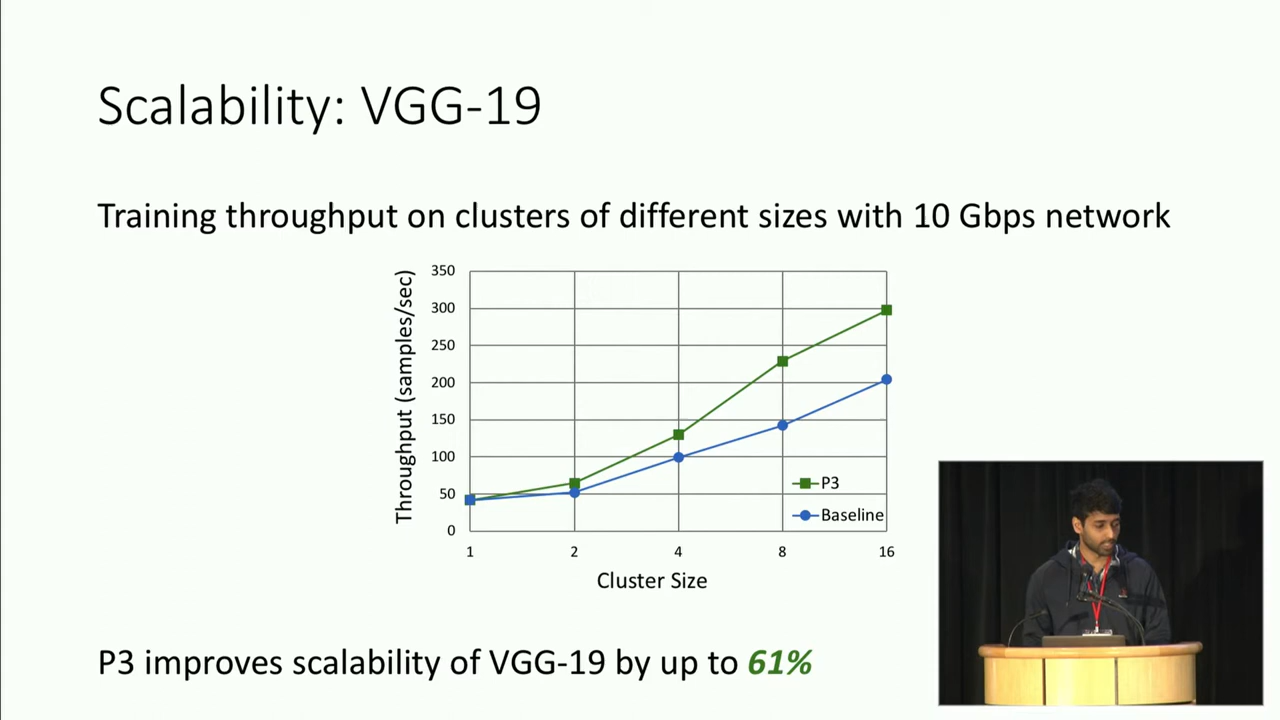 Scalability: VGG-19
Training throughput on clusters of different sizes with 10 Gbps network
Throughput (samples/sec)
350
300
250
200
150
100
50
0
P3
Baseline
1 2 4 8 16
Cluster Size
P3 improves scalability of VGG-19 by up to 61%